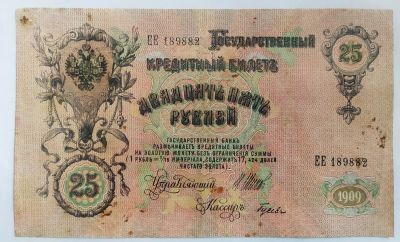 ЕЕ 189882
ГОСУДАРСТВЕННЫЙ
25
КРЕДИТНЫЙ БИЛЕТЪ
ДВАДЦАТЬ ПЯТЬ
РУБЛЕЙ
ГОСУДАРСТВЕННЫЙ БАНКЪ
РАЗМѢНИВАЕТЪ КРЕДИТНЫЕ БИЛЕТЫ
НА ЗОЛОТУЮ МОНЕТУ БЕЗЪ ОГРАНИЧЕНІЯ СУММЫ
(1 РУБЛЬ = 1/15 ИМПЕРІАЛА, СОДЕРЖИТЪ 17,424 ДОЛЕЙ
ЧИСТАГО ЗОЛОТА).
ЕЕ 189882
25
Управляющій
Кассиръ
1909